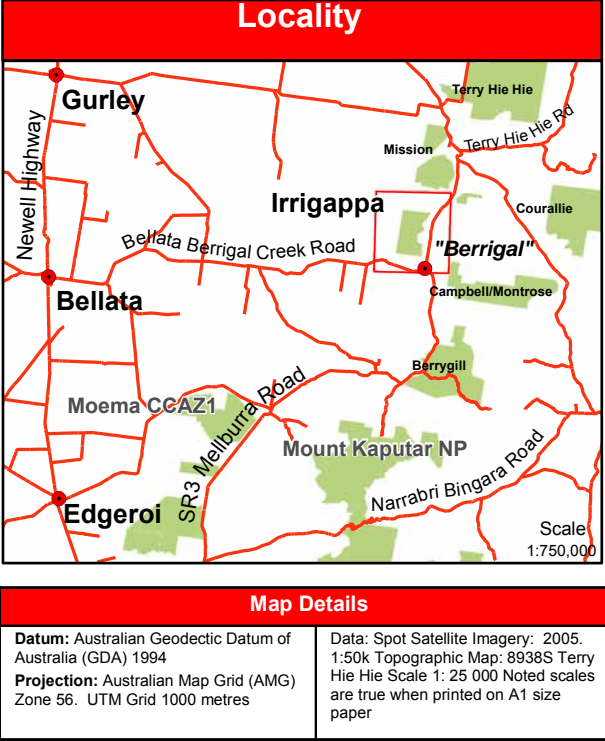 Locality
Terry Hie Hie
Gurley
Terry Hie Hie Rd
Newell Highway
Mission
Irrigappa
Courallie
Bellata Berrigal Creek Road
"Berrigal"
Bellata
Campbell/Montrose
Berrygill
Moema CCAZ1
SR3 Mellburra Road
Mount Kaputar NP
Narrabri Bingara Road
Edgeroi
Scale
1:750,000
Map Details
Datum: Australian Geodectic Datum of
Australia (GDA) 1994
Projection: Australian Map Grid (AMG)
Zone 56. UTM Grid 1000 metres
Data: Spot Satellite Imagery: 2005.
1:50k Topographic Map: 8938S Terry
Hie Hie Scale 1: 25 000 Noted scales
are true when printed on A1 size
paper